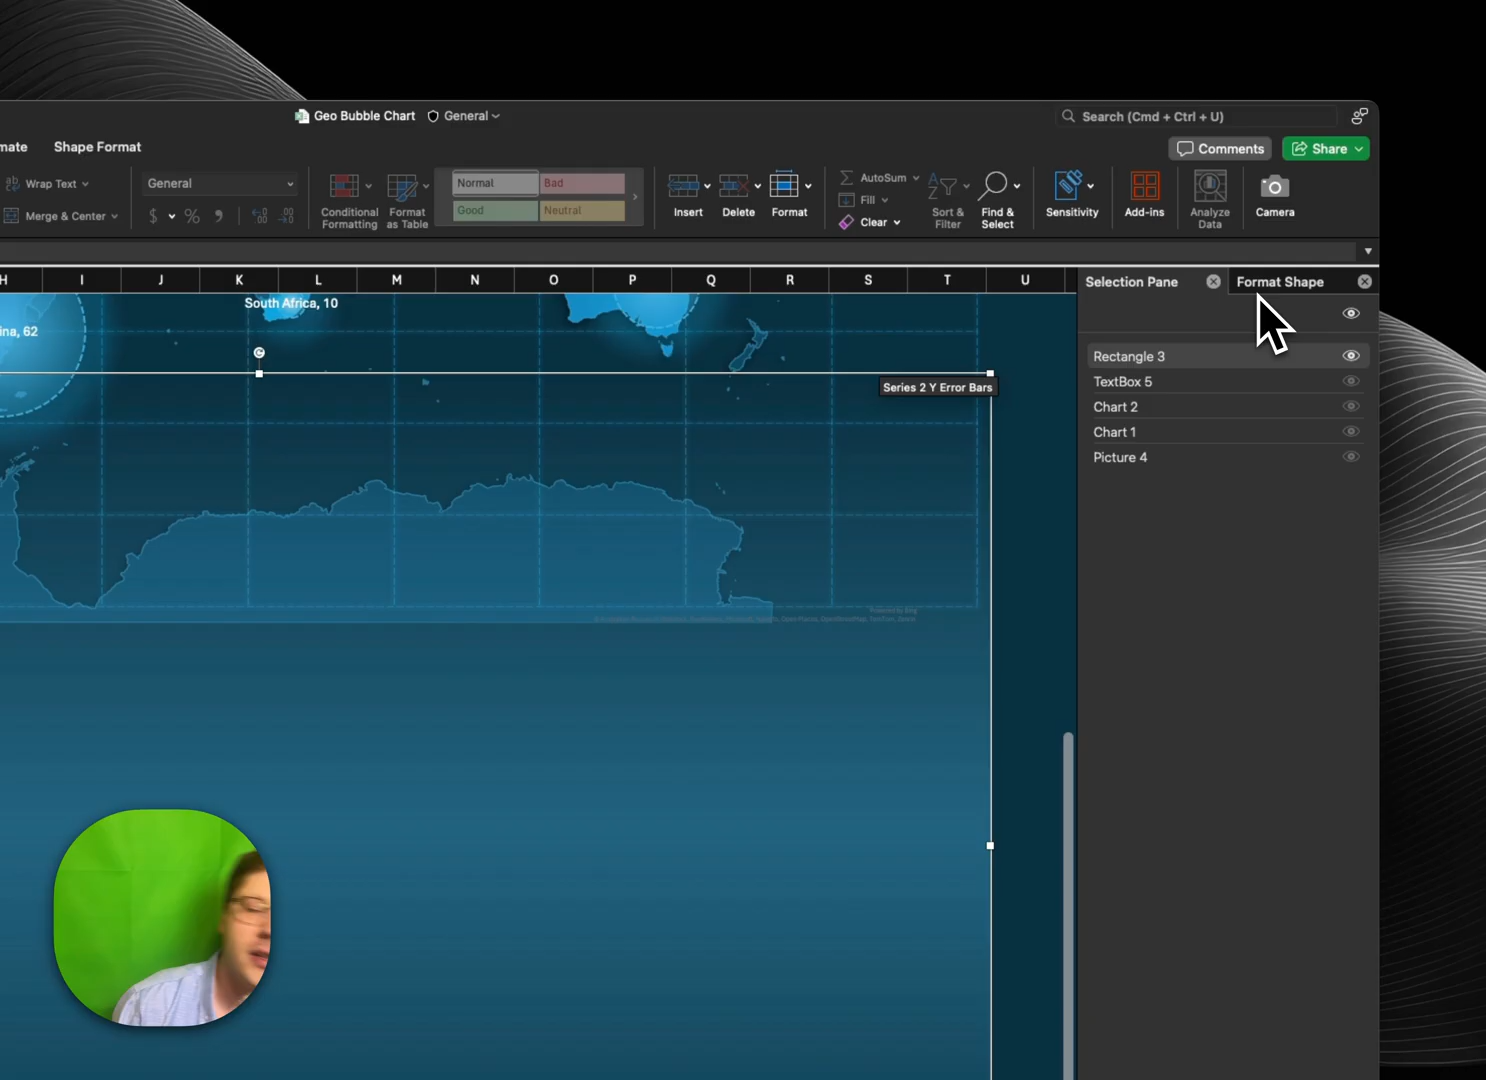 Geo Bubble Chart
General
Search (Cmd + Ctrl + U)
mate
Shape Format
Comments
Share
Wrap Text
General
Normal
Bad
AutoSum
Fill
Merge & Center
$
%
Conditional
Formatting
Format
as Table
Good
Neutral
Insert
Delete
Format
Clear
Sort &
Filter
Find &
Select
Sensitivity
Add-ins
Analyze
Data
Camera
H I J K L M N O P Q R S T U
Selection Pane
Format Shape
South Africa, 10
ina, 62
Rectangle 3
TextBox 5
Chart 2
Chart 1
Picture 4
Series 2 Y Error Bars
Powered by Bing